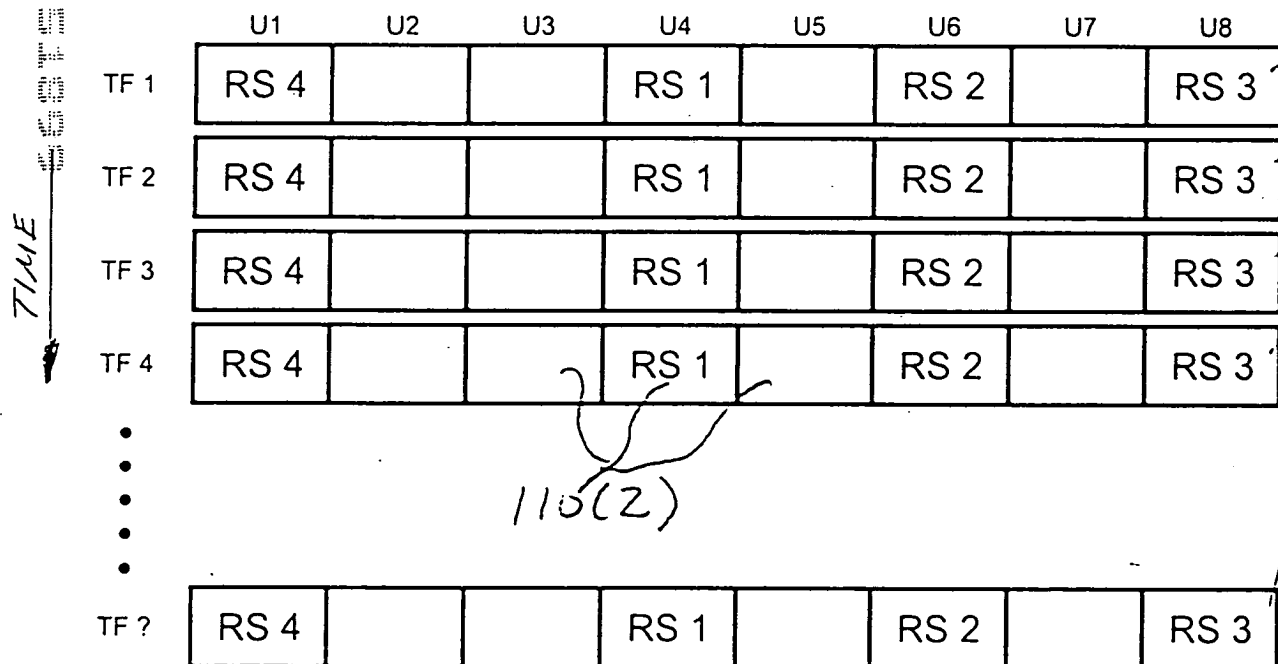 U1 U2 U3 U4 U5 U6 U7 U8
TF 1 RS 4 RS 1 RS 2 RS 3
TF 2 RS 4 RS 1 RS 2 RS 3
TF 3 RS 4 RS 1 RS 2 RS 3
TF 4 RS 4 RS 1 RS 2 RS 3
TIME
110(2)
TF ? RS 4 RS 1 RS 2 RS 3